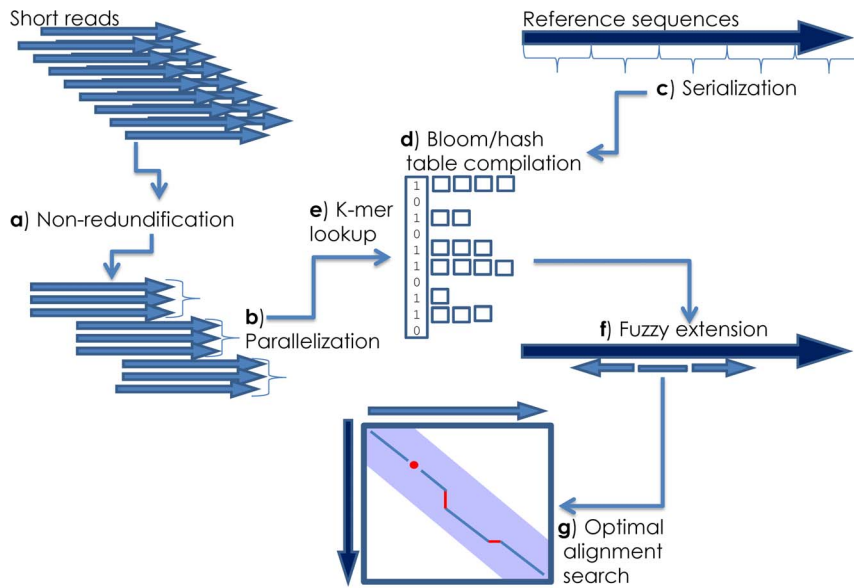 Short reads
Reference sequences
c) Serialization
d) Bloom/hash
table compilation
a) Non-redundification
e) K-mer
lookup
1
0
1
0
1
1
0
1
1
0
b)
Parallelization
f) Fuzzy extension
g) Optimal
alignment
search